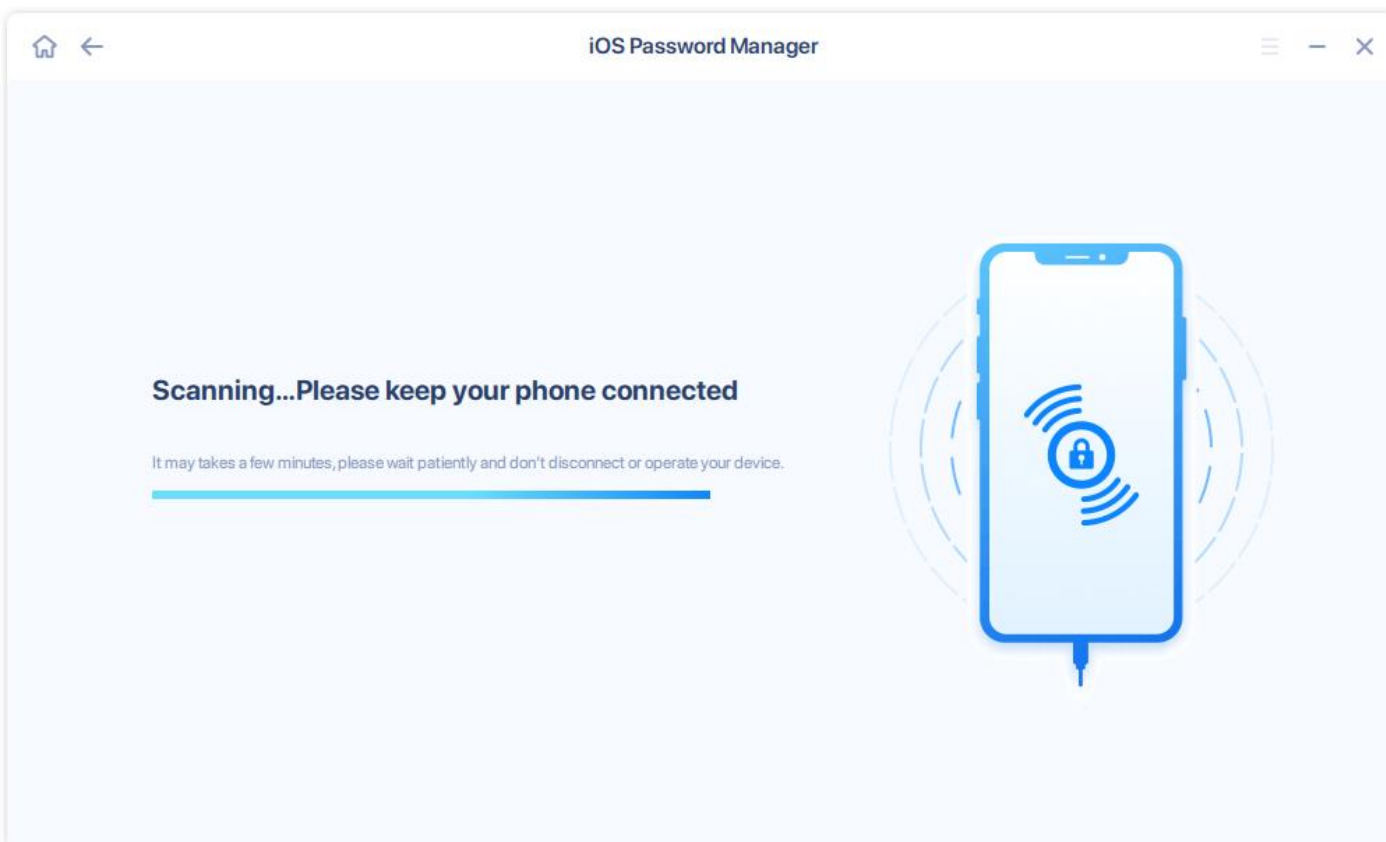 iOS Password Manager
Scanning...Please keep your phone connected
It may takes a few minutes, please wait patiently and don't disconnect or operate your device.